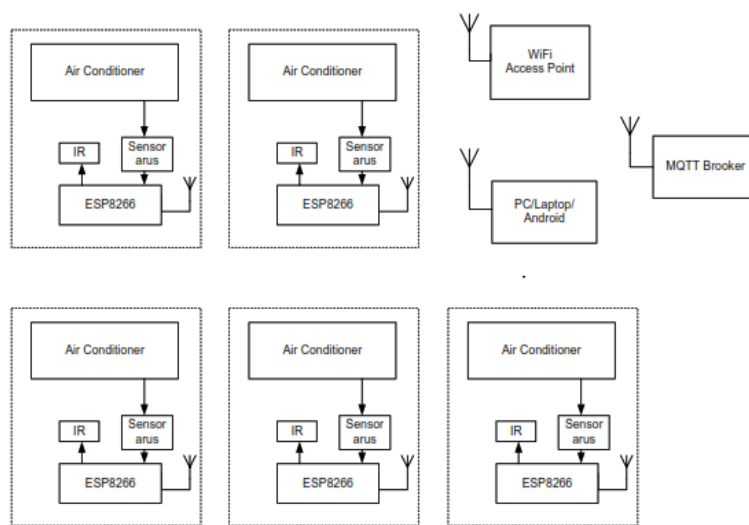 Air Conditioner
IR
Sensor
arus
ESP8266
Air Conditioner
IR
Sensor
arus
ESP8266
WiFi
Access Point
PC/Laptop/
Android
MQTT Brooker
Air Conditioner
IR
Sensor
arus
ESP8266
Air Conditioner
IR
Sensor
arus
ESP8266
Air Conditioner
IR
Sensor
arus
ESP8266